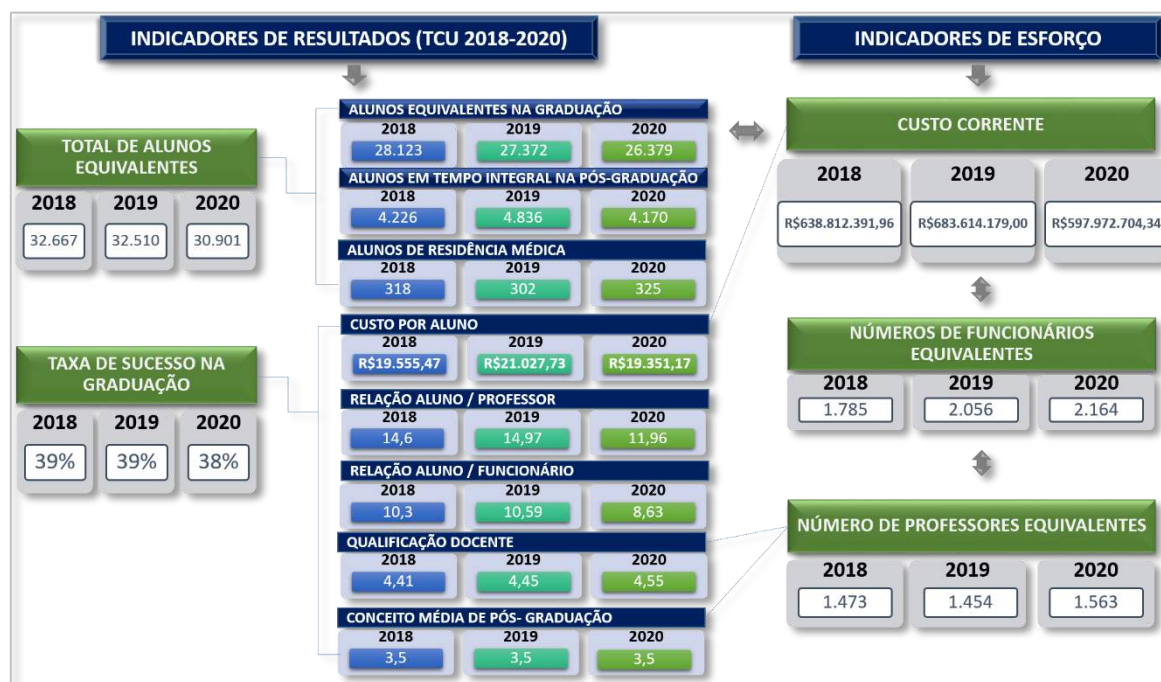 INDICADORES DE RESULTADOS (TCU 2018-2020)
TOTAL DE ALUNOS
EQUIVALENTES
2018 2019 2020
32.667 32.510 30.901
TAXA DE SUCESSO NA
GRADUAÇÃO
2018 2019 2020
39% 39% 38%
ALUNOS EQUIVALENTES NA GRADUAÇÃO
2018 2019 2020
28.123 27.372 26.379
ALUNOS EM TEMPO INTEGRAL NA PÓS-GRADUAÇÃO
2018 2019 2020
4.226 4.836 4.170
ALUNOS DE RESIDÊNCIA MÉDICA
2018 2019 2020
318 302 325
CUSTO POR ALUNO
2018 2019 2020
R$19.555,47 R$21.027,73 R$19.351,17
RELAÇÃO ALUNO / PROFESSOR
2018 2019 2020
14,6 14,97 11,96
RELAÇÃO ALUNO / FUNCIONÁRIO
2018 2019 2020
10,3 10,59 8,63
QUALIFICAÇÃO DOCENTE
2018 2019 2020
4,41 4,45 4,55
CONCEITO MÉDIA DE PÓS- GRADUAÇÃO
2018 2019 2020
3,5 3,5 3,5
INDICADORES DE ESFORÇO
CUSTO CORRENTE
2018 2019 2020
R$638.812.391,96 R$683.614.179,00 R$597.972.704,34
NÚMEROS DE FUNCIONÁRIOS
EQUIVALENTES
2018 2019 2020
1.785 2.056 2.164
NÚMERO DE PROFESSORES EQUIVALENTES
2018 2019 2020
1.473 1.454 1.563